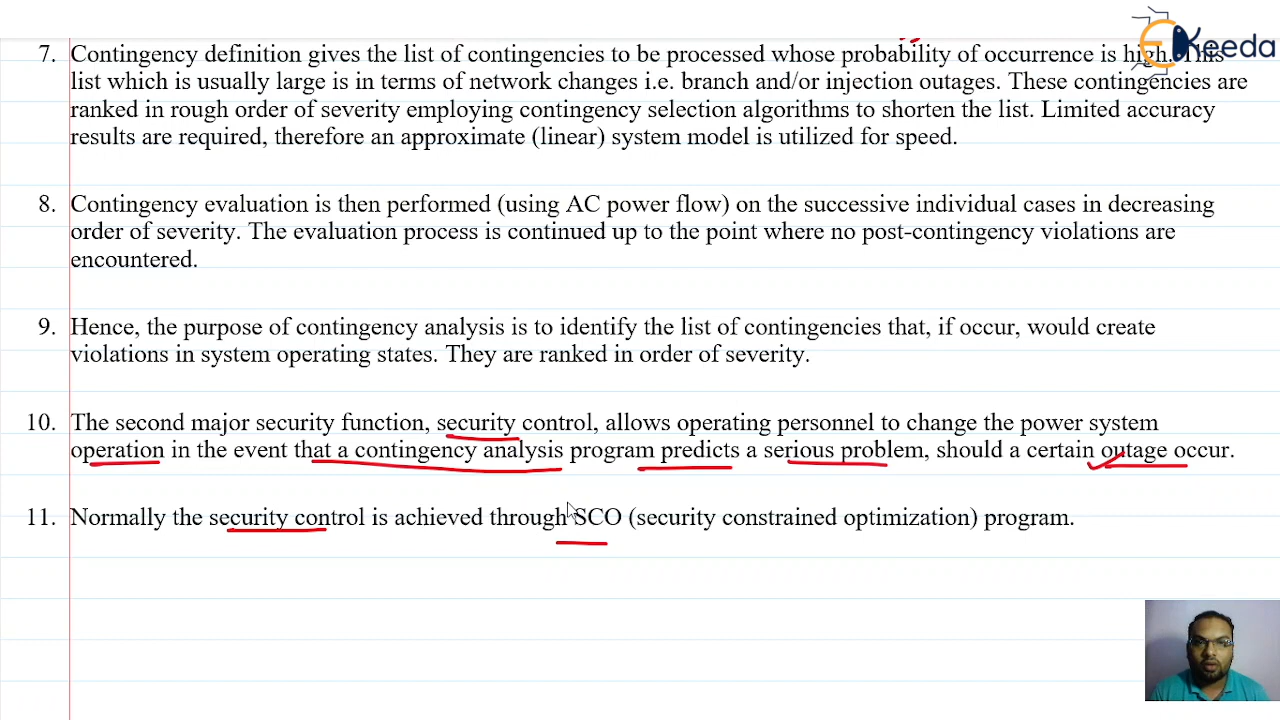 Keeda
7. Contingency definition gives the list of contingencies to be processed whose probability of occurrence is high. This
list which is usually large is in terms of network changes i.e. branch and/or injection outages. These contingencies are
ranked in rough order of severity employing contingency selection algorithms to shorten the list. Limited accuracy
results are required, therefore an approximate (linear) system model is utilized for speed.
8. Contingency evaluation is then performed (using AC power flow) on the successive individual cases in decreasing
order of severity. The evaluation process is continued up to the point where no post-contingency violations are
encountered.
9. Hence, the purpose of contingency analysis is to identify the list of contingencies that, if occur, would create
violations in system operating states. They are ranked in order of severity.
10. The second major security function, security control, allows operating personnel to change the power system
operation in the event that a contingency analysis program predicts a serious problem, should a certain outage occur.
11. Normally the security control is achieved through SCO (security constrained optimization) program.